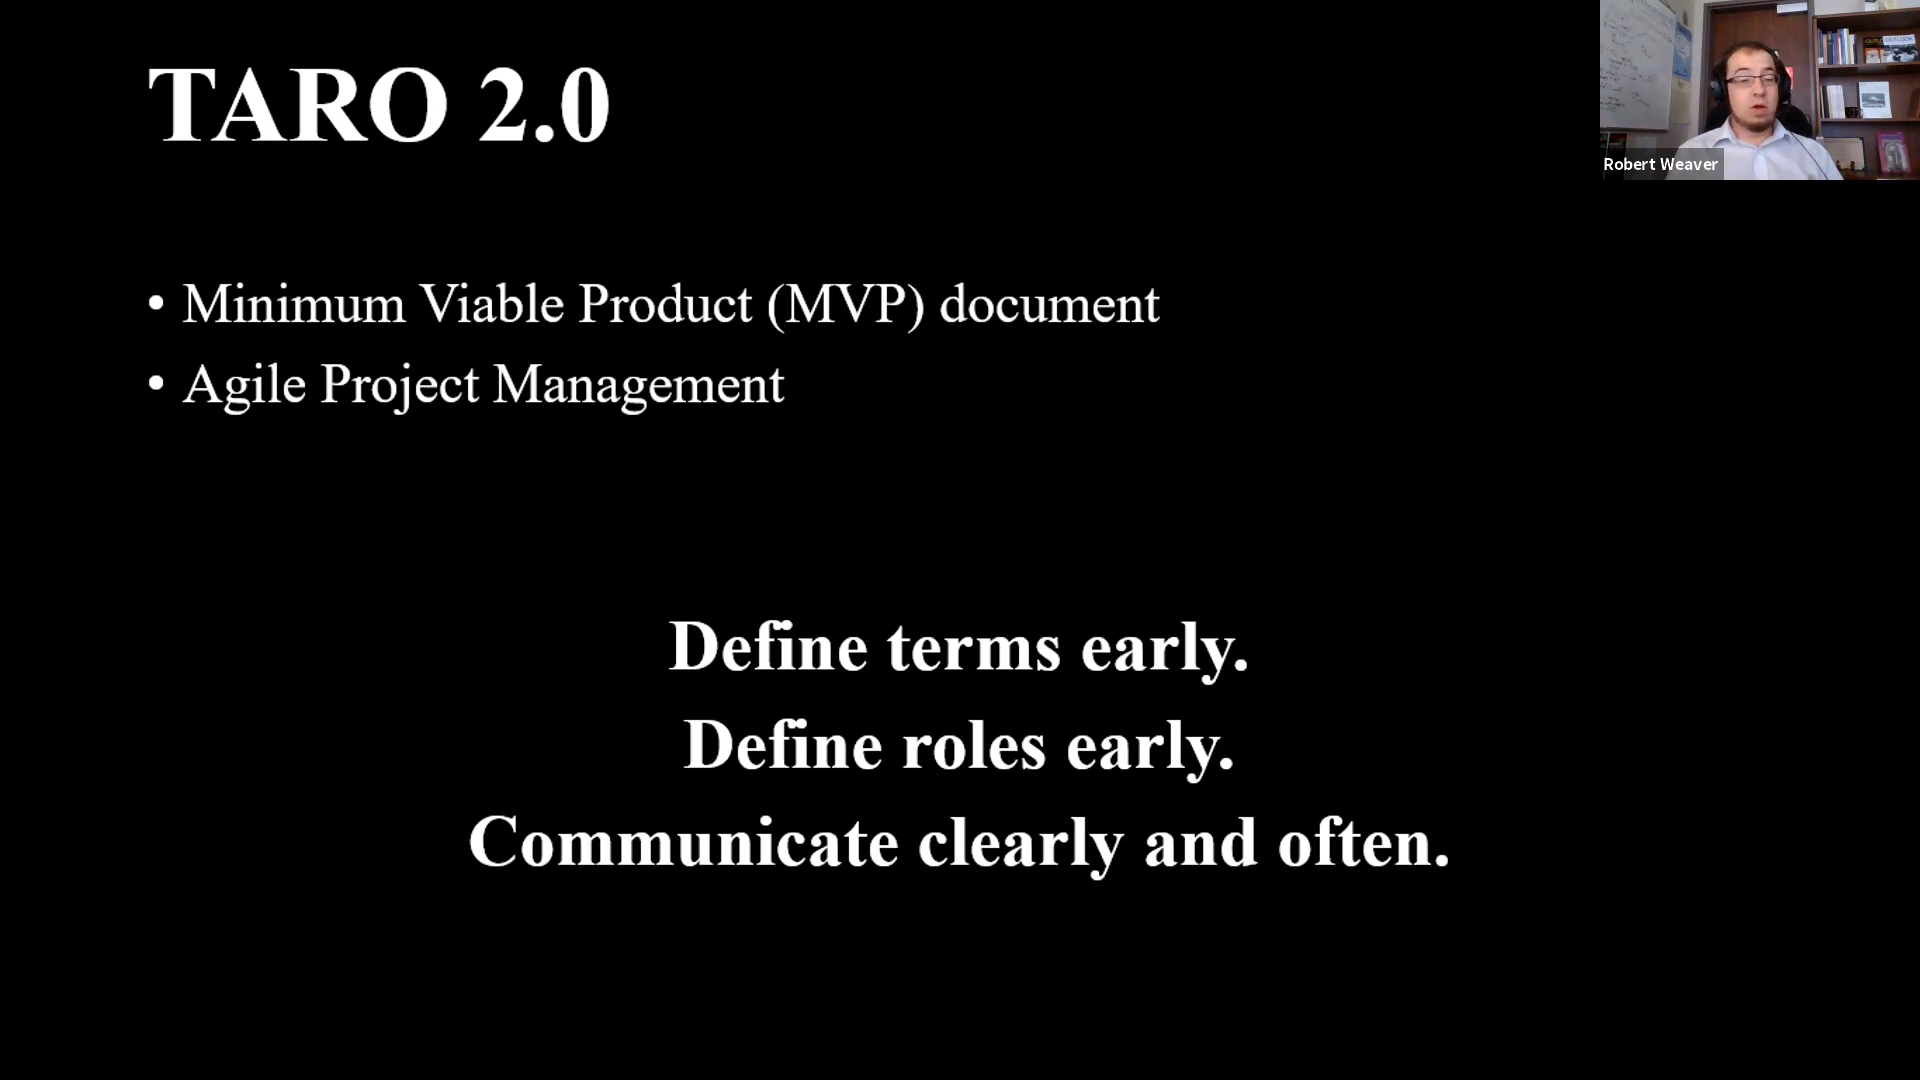 TARO 2.0
• Minimum Viable Product (MVP) document
• Agile Project Management
Define terms early.
Define roles early.
Communicate clearly and often.
Robert Weaver